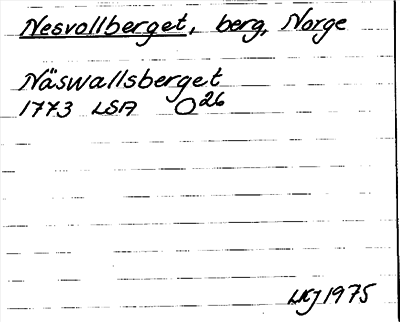 Nesvollberget, berg, Norge
Näswallsberget
1773 LSA O26
LKJ 1975